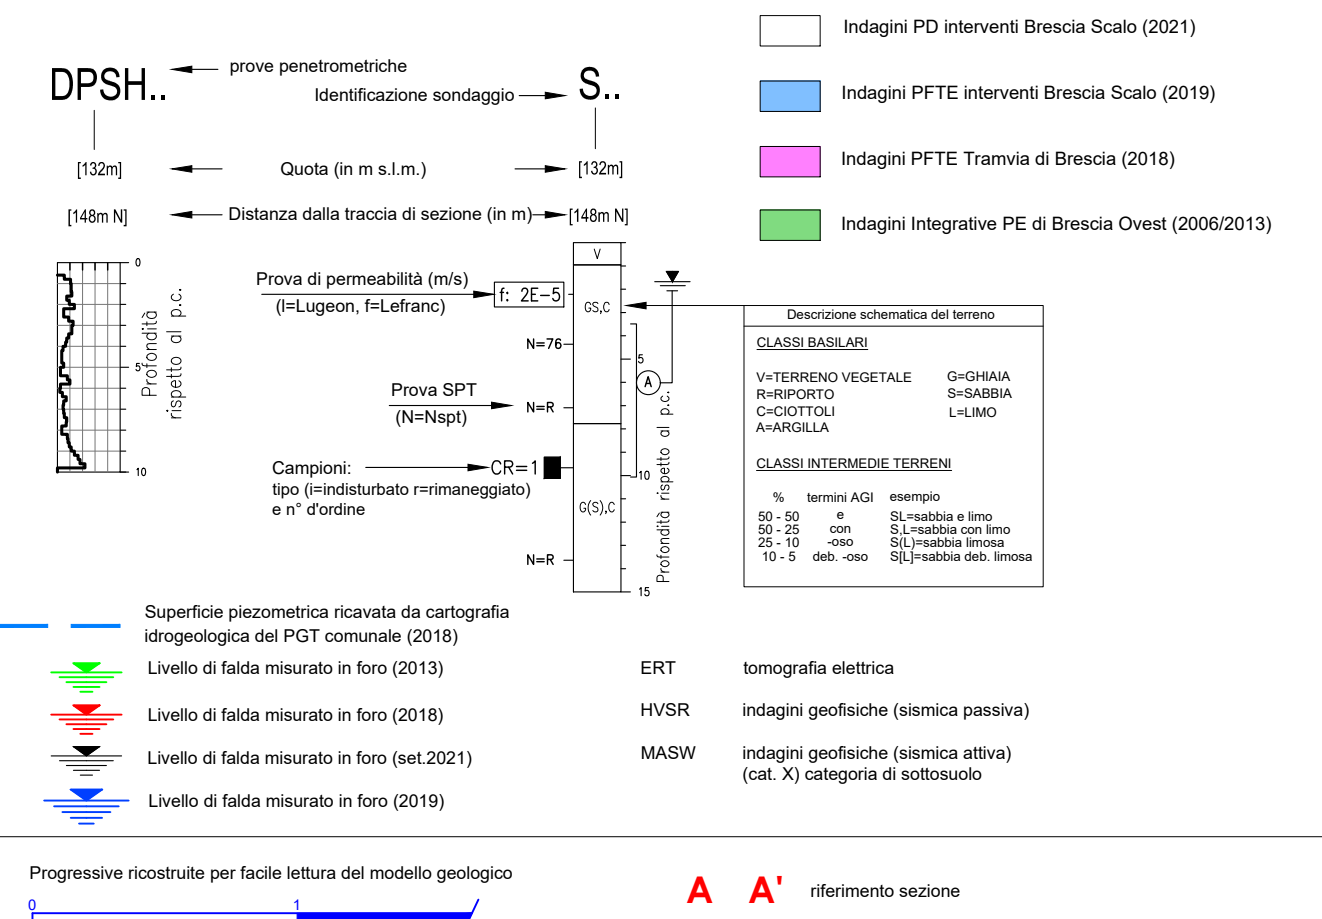 DPSH..
prove penetrometriche
Identificazione sondaggio
S..
[132m]
Quota (in m s.l.m.)
[132m]
[148m N]
Distanza dalla traccia di sezione (in m)
[148m N]
Indagini PD interventi Brescia Scalo (2021)
Indagini PFTE interventi Brescia Scalo (2019)
Indagini PFTE Tramvia di Brescia (2018)
Indagini Integrative PE di Brescia Ovest (2006/2013)
0
5
10
Profondità
rispetto al p.c.
Prova di permeabilità (m/s)
(l=Lugeon, f=Lefranc)
f: 2E-5
V
GS,C
N=76
5
A
Prova SPT
(N=Nspt)
N=R
Campioni:
tipo (i=indisturbato r=rimaneggiato)
e n° d'ordine
CR=1
10
G(S),C
N=R
15
Profondità rispetto al p.c.
Descrizione schematica del terreno
CLASSI BASILARI
V=TERRENO VEGETALE G=GHIAIA
R=RIPORTO S=SABBIA
C=CIOTTOLI L=LIMO
A=ARGILLA
CLASSI INTERMEDIE TERRENI
% termini AGI esempio
50 - 50 e SL=sabbia e limo
50 - 25 con S,L=sabbia con limo
25 - 10 -oso S(L)=sabbia limosa
10 - 5 deb. -oso S[L]=sabbia deb. limosa
Superficie piezometrica ricavata da cartografia
idrogeologica del PGT comunale (2018)
Livello di falda misurato in foro (2013)
Livello di falda misurato in foro (2018)
Livello di falda misurato in foro (set.2021)
Livello di falda misurato in foro (2019)
ERT tomografia elettrica
HVSR indagini geofisiche (sismica passiva)
MASW indagini geofisiche (sismica attiva)
(cat. X) categoria di sottosuolo
Progressive ricostruite per facile lettura del modello geologico
0 1
A A' riferimento sezione